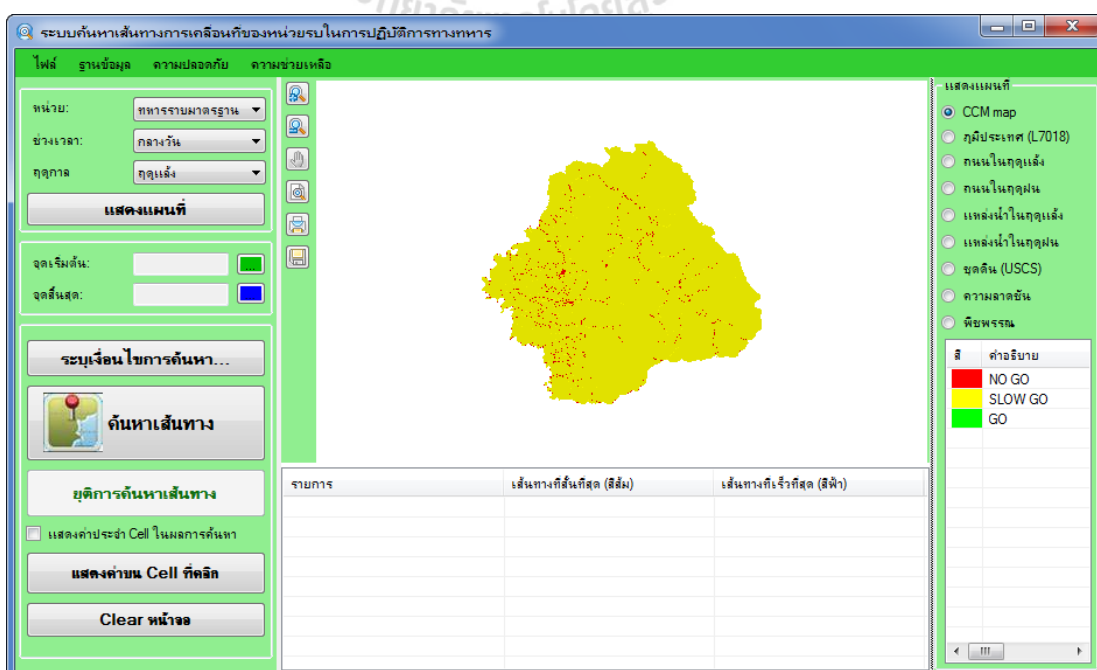 ระบบค้นหาเส้นทางการเคลื่อนที่ของหน่วยรบในการปฏิบัติการทางทหาร
ไฟล์ ฐานข้อมูล ความปลอดภัย ความช่วยเหลือ
หน่วย: ทหารราบมาตรฐาน
ช่วงเวลา: กลางวัน
ฤดูกาล ฤดูแล้ง
แสดงแผนที่
จุดเริ่มต้น: ...
จุดสิ้นสุด:
ระบุเงื่อนไขการค้นหา...
ค้นหาเส้นทาง
ยุติการค้นหาเส้นทาง
แสดงค่าประจำ Cell ในผลการค้นหา
แสดงค่าบน Cell ที่คลิก
Clear หน้าจอ
รายการ เส้นทางที่สั้นที่สุด (สีส้ม) เส้นทางที่เร็วที่สุด (สีฟ้า)
แสดงแผนที่
CCM map
ภูมิประเทศ (L7018)
ถนนในฤดูแล้ง
ถนนในฤดูฝน
แหล่งน้ำในฤดูแล้ง
แหล่งน้ำในฤดูฝน
ชุดดิน (USCS)
ความลาดชัน
พืชพรรณ
สี คำอธิบาย
NO GO
SLOW GO
GO